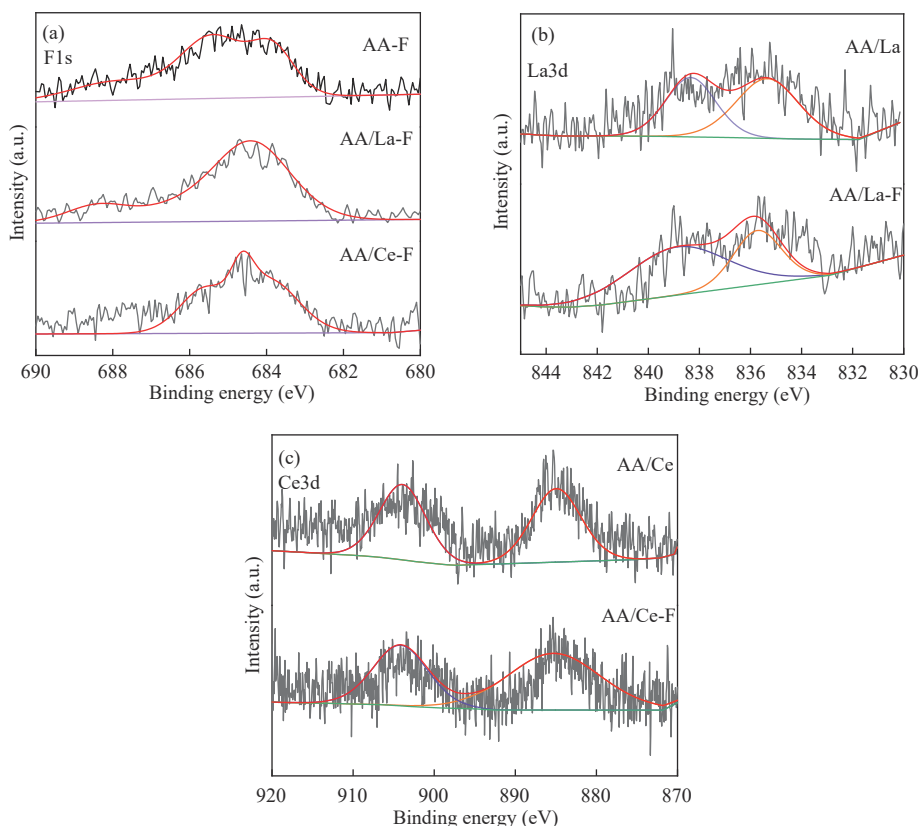 (a)
F1s
AA-F
AA/La-F
AA/Ce-F
Intensity (a.u.)
690 688 686 684 682 680
Binding energy (eV)
(b)
La3d
AA/La
AA/La-F
Intensity (a.u.)
844 842 840 838 836 834 832 830
Binding energy (eV)
(c)
Ce3d
AA/Ce
AA/Ce-F
Intensity (a.u.)
920 910 900 890 880 870
Binding energy (eV)